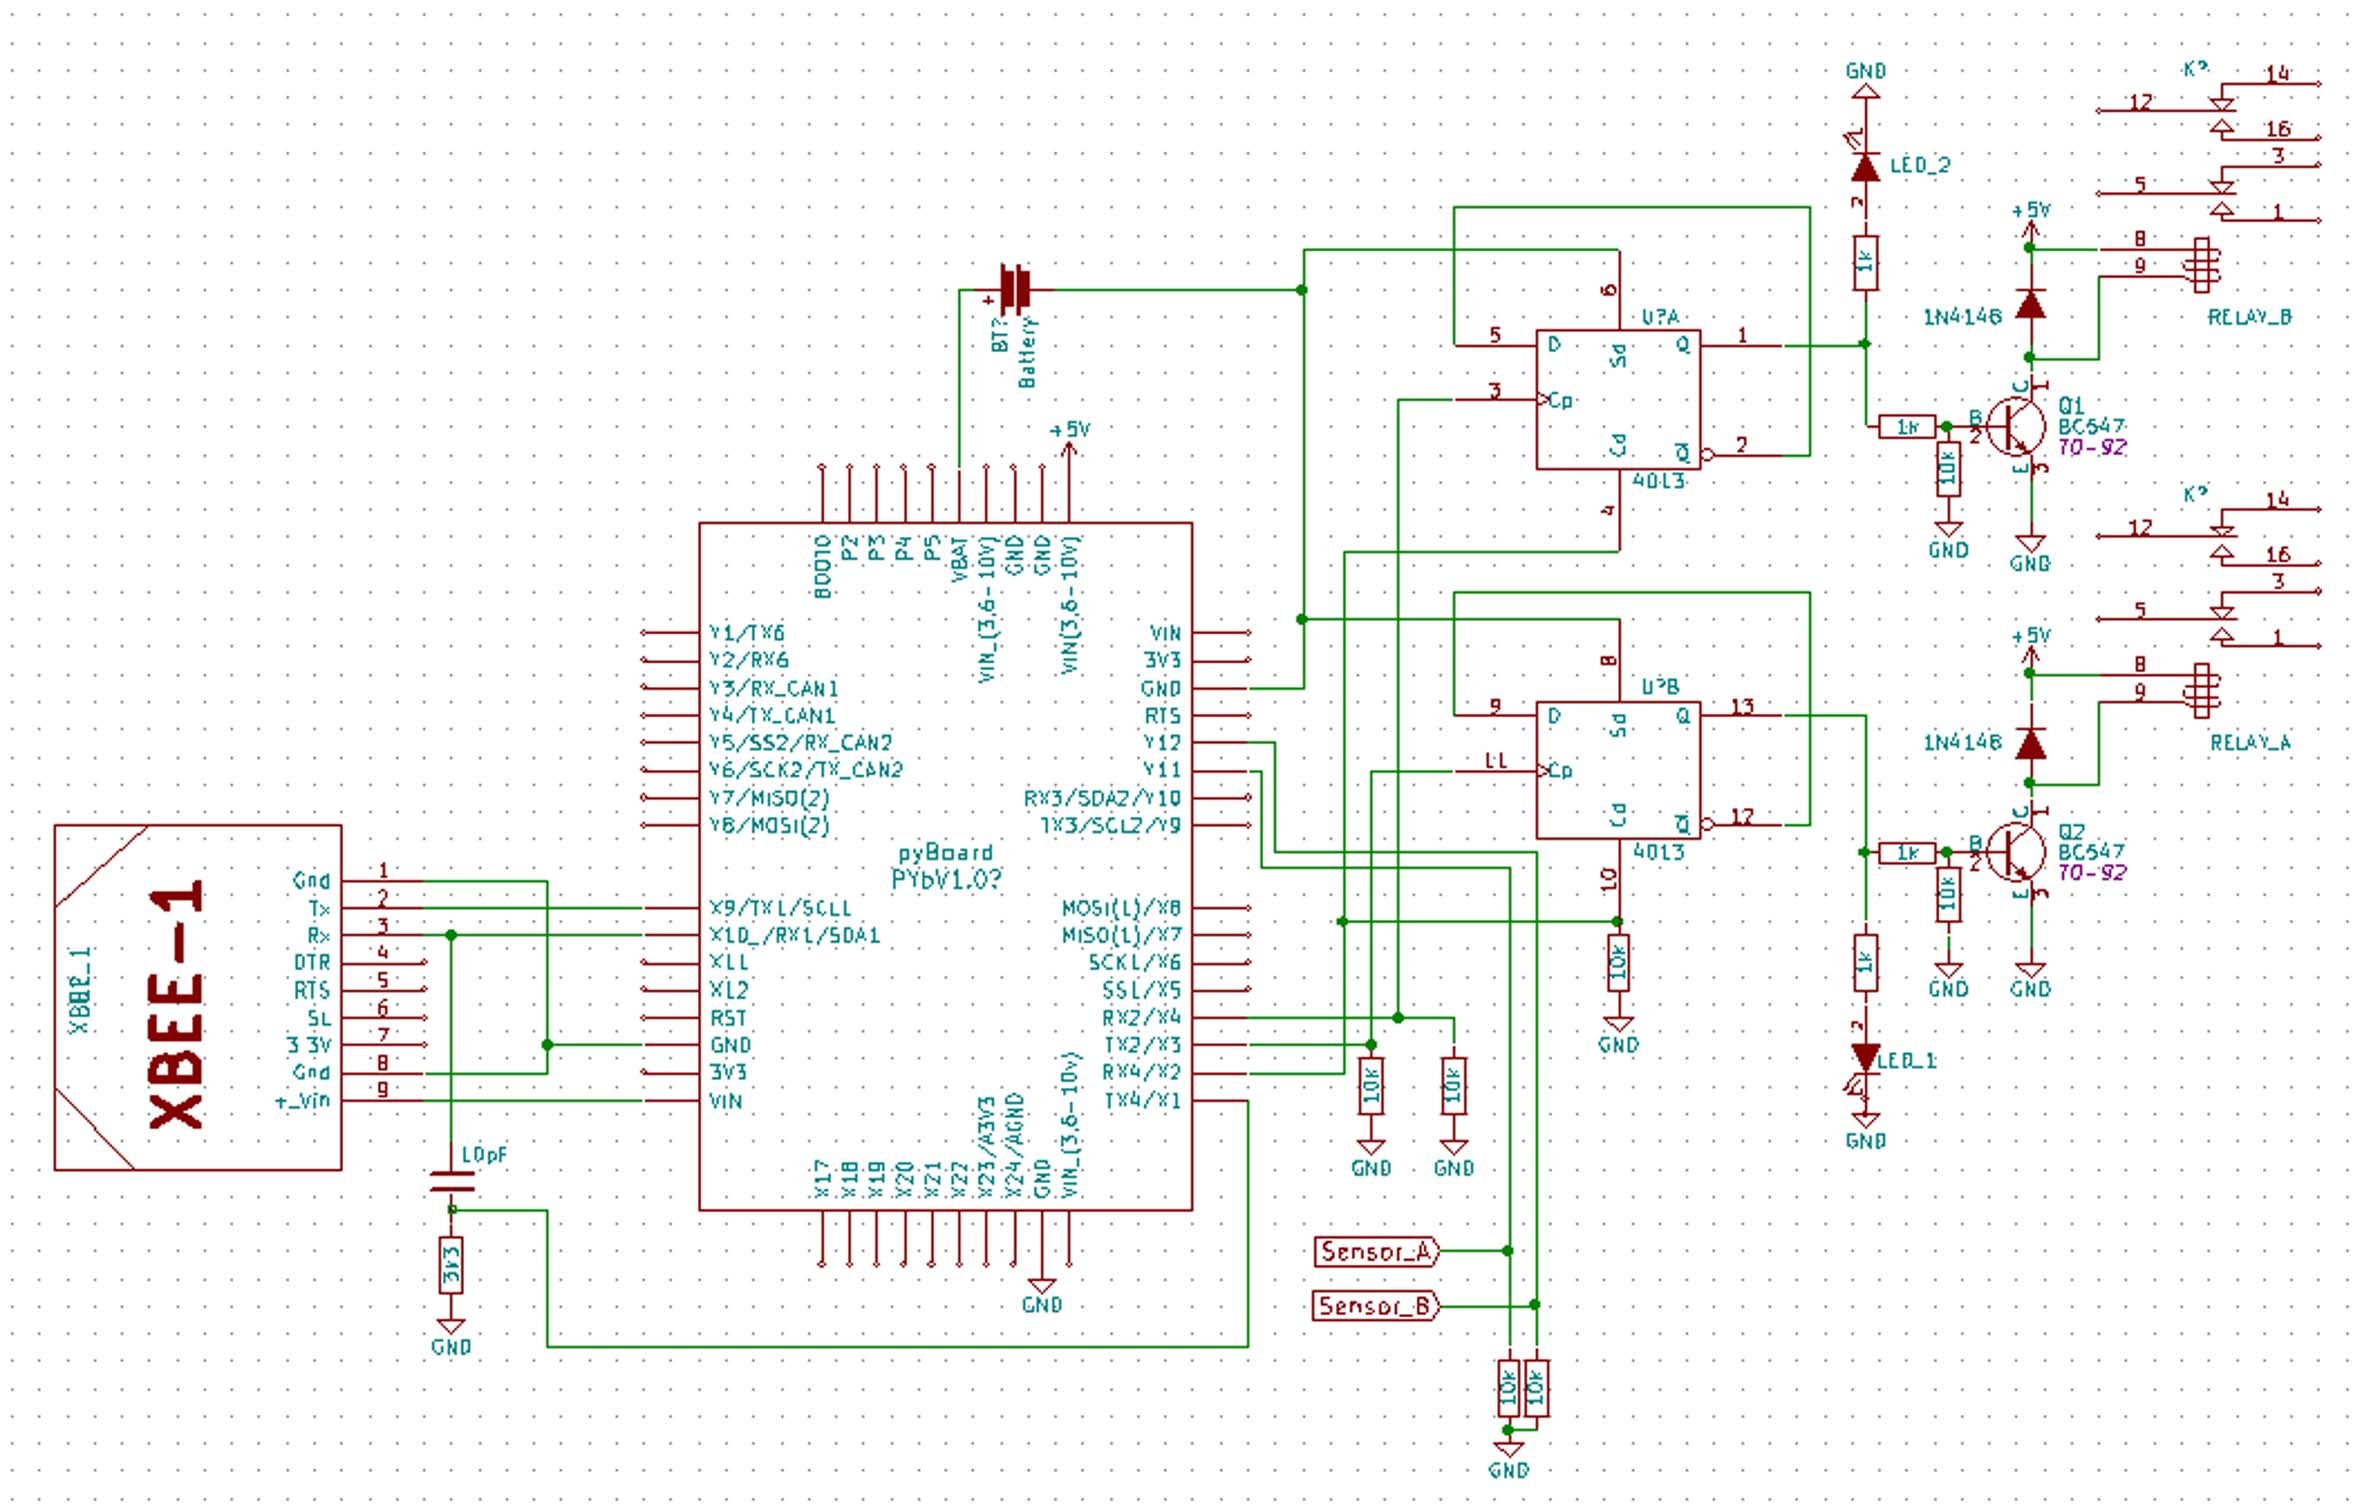 GND
LED_2
2
1k
K?
14
12
16
3
5
1
+5V
8
9
1N4148
RELAY_B
+
BT?
Battery
6
U?A
5
D
Sd
Q
1
3
Cp
Cd
Q
2
4013
4
1k
B
2
C
1
Q1
BC547
TO-92
E
3
10k
GND
GND
K?
14
12
16
3
5
1
+5V
8
9
1N4148
RELAY_A
+5V
BOOT0
P2
P3
P4
P5
VBAT
VIN_(3,6-10V)
GND
GND
VIN(3,6-10V)
Y1/TX6
Y2/RX6
Y3/RX_CAN1
Y4/TX_CAN1
Y5/SS2/RX_CAN2
Y6/SCK2/TX_CAN2
Y7/MISO(2)
Y8/MOSI(2)
VIN
3V3
GND
RTS
Y12
Y11
RX3/SDA2/Y10
TX3/SCL2/Y9
pyBoard
PYbV1.0?
X9/TX1/SCL1
X10_/RX1/SDA1
X11
X12
RST
GND
3V3
VIN
MOSI(1)/X8
MISO(1)/X7
SCK1/X6
SS1/X5
RX2/X4
TX2/X3
RX4/X2
TX4/X1
X17
X18
X19
X20
X21
X22
X23/A3V3
X24/AGND
GND
VIN_(3,6-10V)
GND
8
U?B
9
D
Sd
Q
13
11
Cp
Cd
Q
12
4013
10
10k
GND
1k
B
2
C
1
Q2
BC547
TO-92
E
3
10k
GND
GND
1k
2
LED_1
GND
XBEE_1
XBEE-1
Gnd
1
Tx
2
Rx
3
DTR
4
RTS
5
SL
6
3 3V
7
Gnd
8
+_Vin
9
10pF
3k3
GND
10k
10k
GND
GND
Sensor_A
Sensor_B
10k
10k
GND